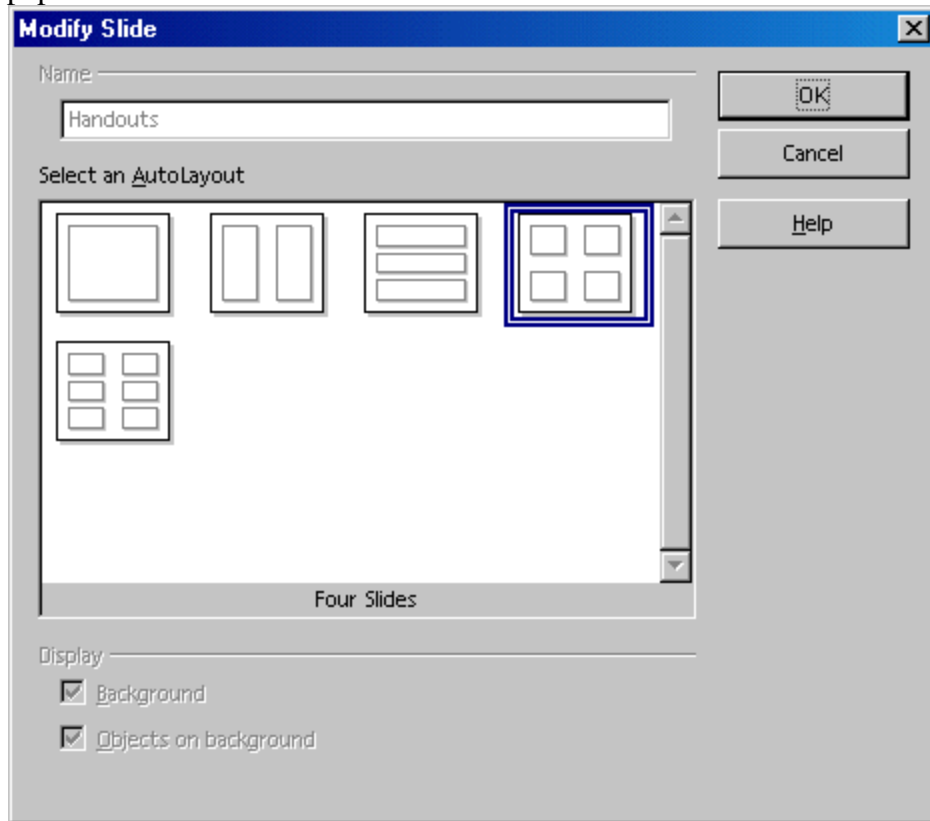 Modify Slide
Name
OK
Handouts
Cancel
Select an AutoLayout
Help
Four Slides
Display
Background
Objects on background